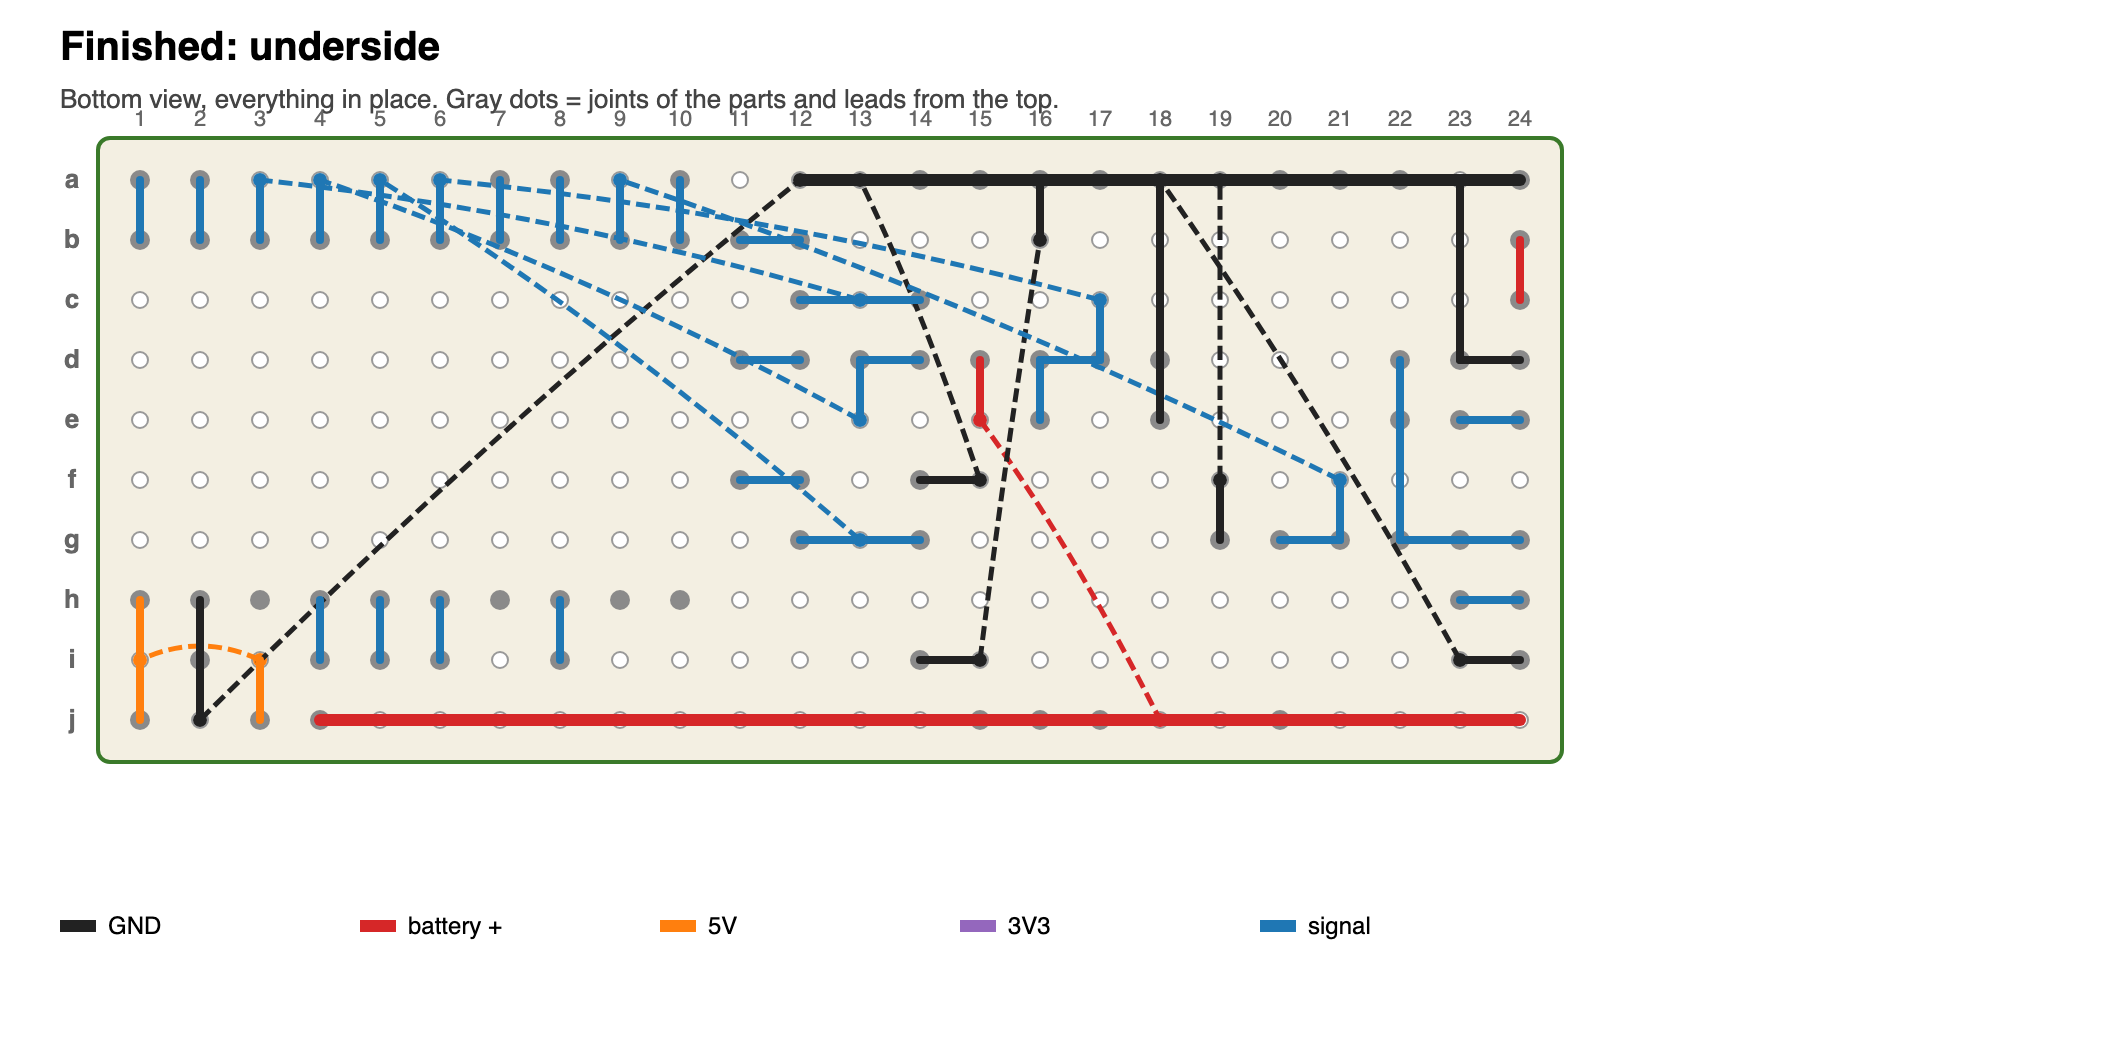 Finished: underside
Bottom view, everything in place. Gray dots = joints of the parts and leads from the top.
1 2 3 4 5 6 7 8 9 10 11 12 13 14 15 16 17 18 19 20 21 22 23 24
a
b
c
d
e
f
g
h
i
j
GND battery + 5V 3V3 signal